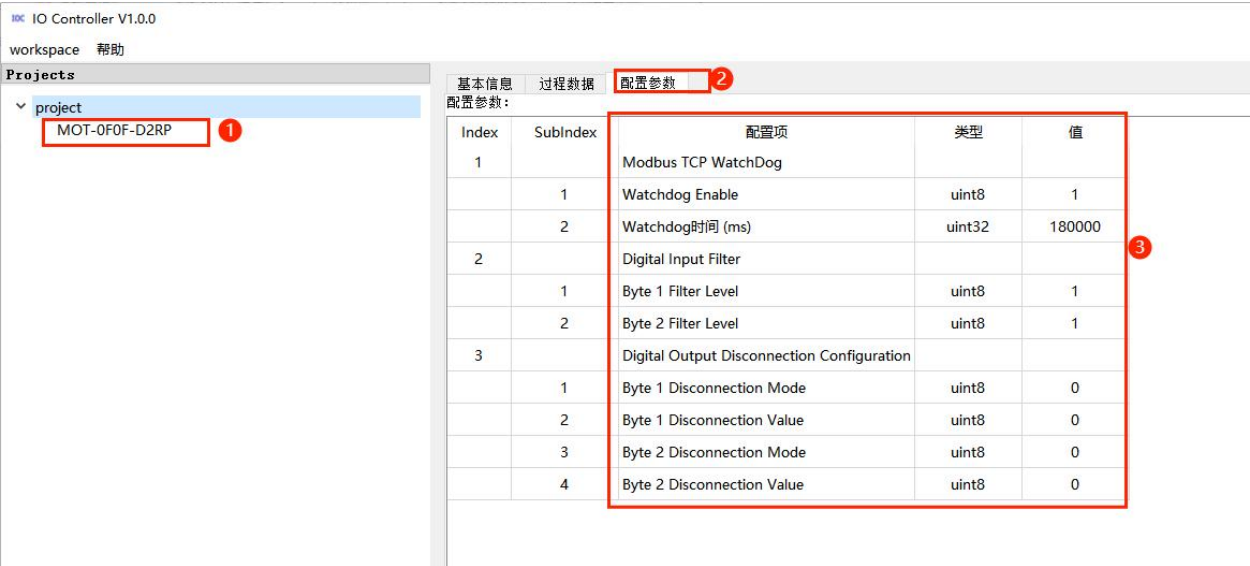 IOC IO Controller V1.0.0
workspace 帮助
Projects
project
MOT-0F0F-D2RP 1
基本信息 过程数据 配置参数 2
配置参数:
Index SubIndex 配置项 类型 值
1 Modbus TCP WatchDog
1 Watchdog Enable uint8 1
2 Watchdog时间 (ms) uint32 180000
3
2 Digital Input Filter
1 Byte 1 Filter Level uint8 1
2 Byte 2 Filter Level uint8 1
3 Digital Output Disconnection Configuration
1 Byte 1 Disconnection Mode uint8 0
2 Byte 1 Disconnection Value uint8 0
3 Byte 2 Disconnection Mode uint8 0
4 Byte 2 Disconnection Value uint8 0